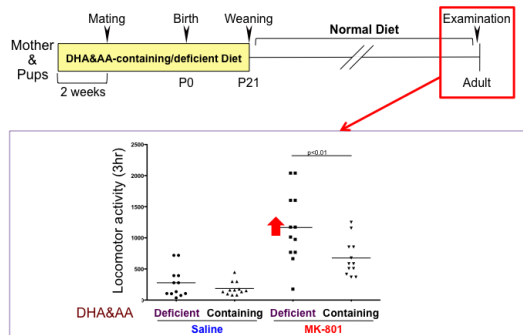 Mating Birth Weaning Examination
Normal Diet
Mother & Pups
DHA&AA-containing/deficient Diet
2 weeks P0 P21 Adult
Locomotor activity (3hr)
2500
2000
1500
1000
500
0
p<0.01
DHA&AA Deficient Containing Deficient Containing
Saline MK-801